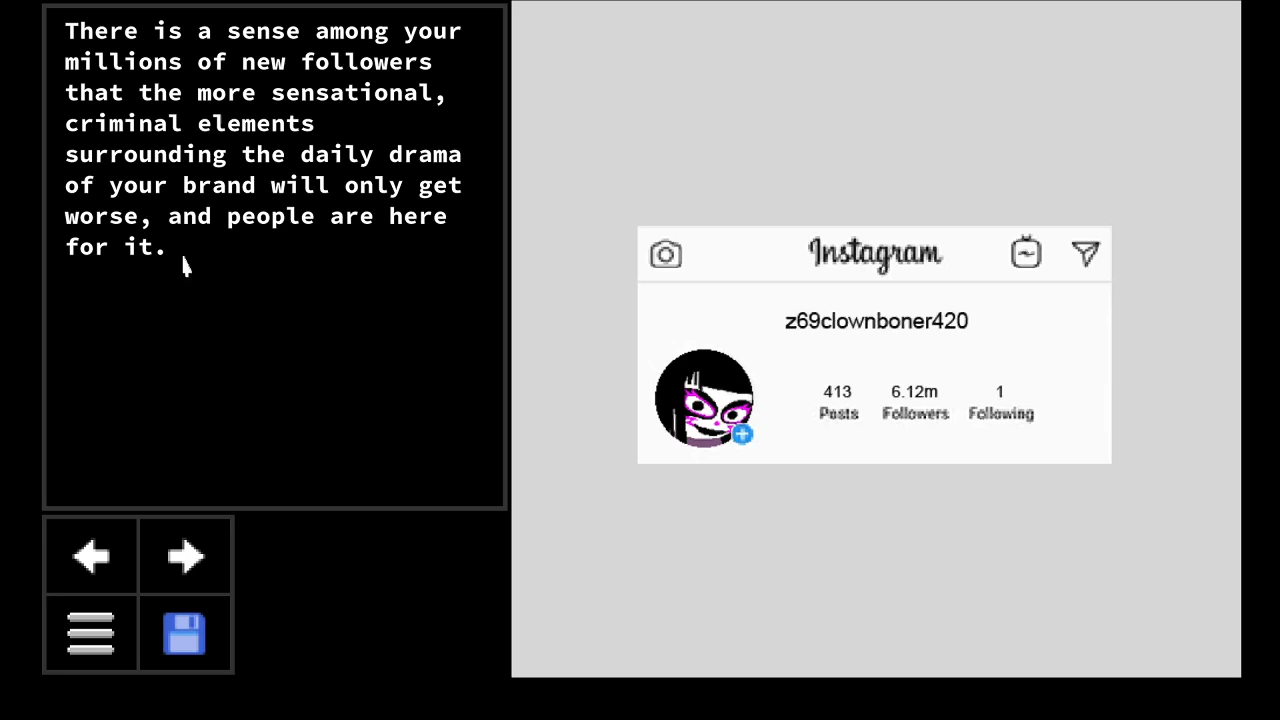 There is a sense among your
millions of new followers
that the more sensational,
criminal elements
surrounding the daily drama
of your brand will only get
worse, and people are here
for it.
Instagram
z69clownboner420
413 6.12m 1
Posts Followers Following